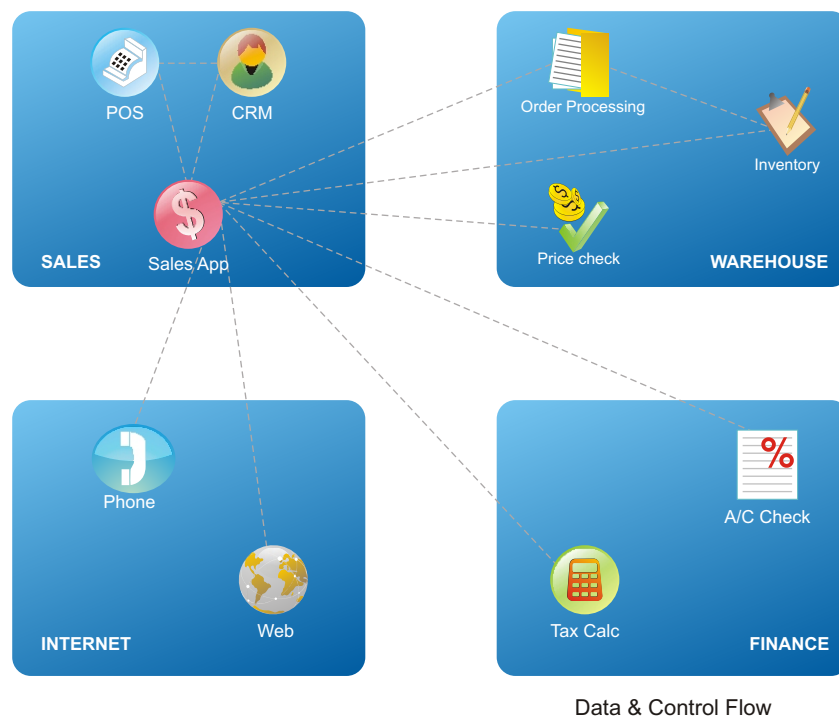 POS
CRM
Sales App
SALES
Order Processing
Inventory
Price check
WAREHOUSE
Phone
Web
INTERNET
A/C Check
Tax Calc
FINANCE
Data & Control Flow